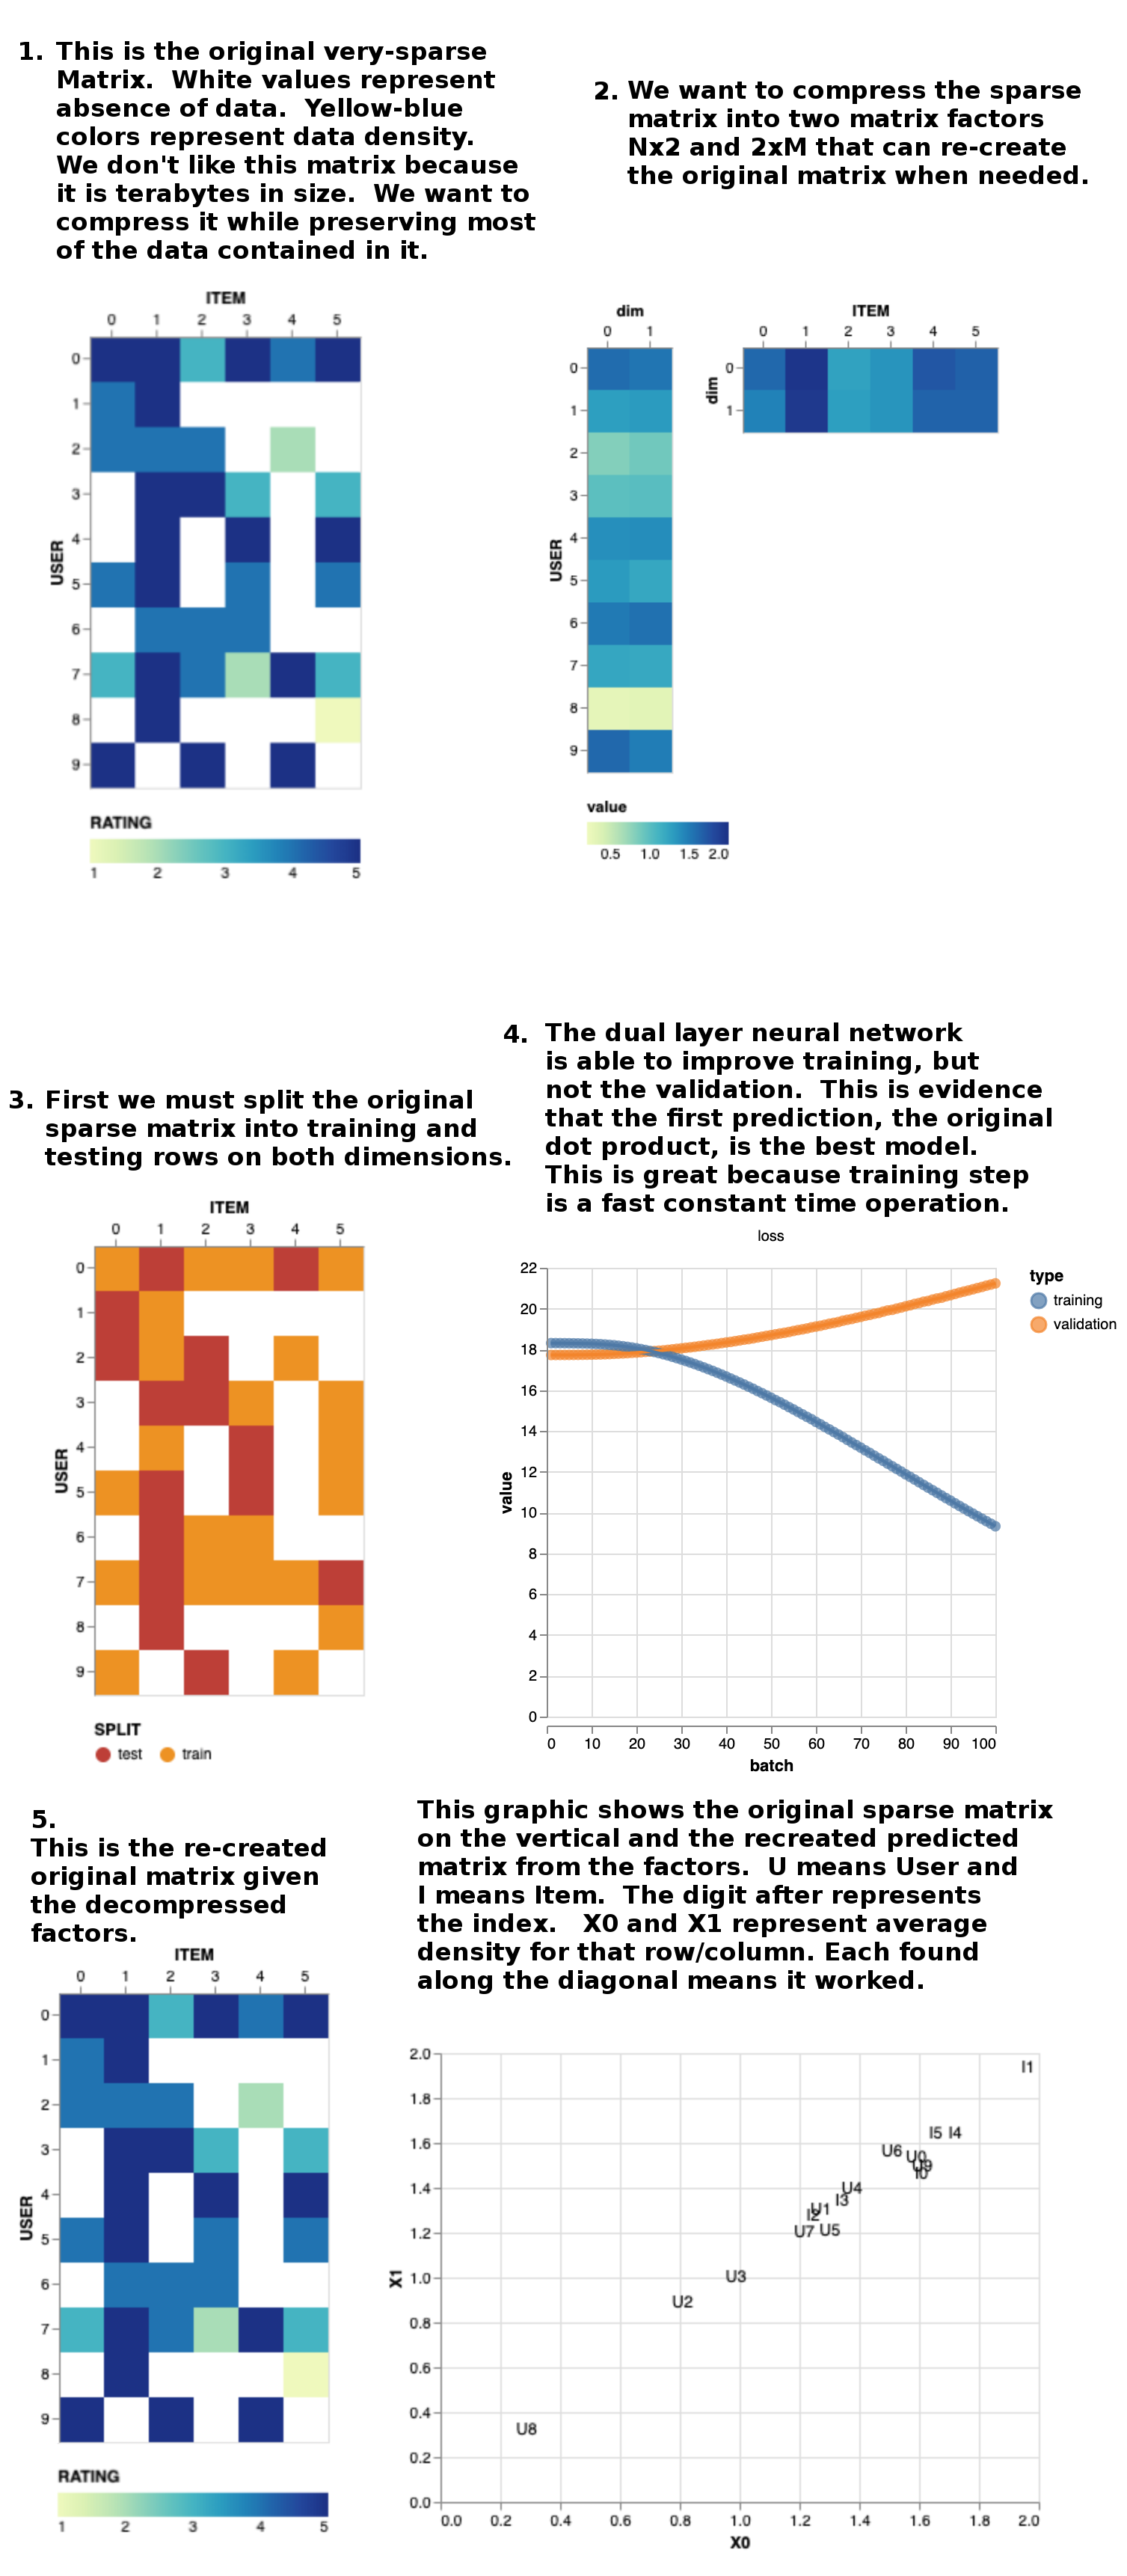 1. This is the original very-sparse
Matrix.  White values represent
absence of data.  Yellow-blue
colors represent data density.
We don't like this matrix because
it is terabytes in size.  We want to
compress it while preserving most
of the data contained in it.
2. We want to compress the sparse
matrix into two matrix factors
Nx2 and 2xM that can re-create
the original matrix when needed.
ITEM
0 1 2 3 4 5
USER
0
1
2
3
4
5
6
7
8
9
RATING
1 2 3 4 5
dim
0 1
USER
0
1
2
3
4
5
6
7
8
9
ITEM
0 1 2 3 4 5
dim
0
1
value
0.5 1.0 1.5 2.0
3. First we must split the original
sparse matrix into training and
testing rows on both dimensions.
4. The dual layer neural network
is able to improve training, but
not the validation.  This is evidence
that the first prediction, the original
dot product, is the best model.
This is great because training step
is a fast constant time operation.
ITEM
0 1 2 3 4 5
USER
0
1
2
3
4
5
6
7
8
9
SPLIT
test train
loss
value
22
20
18
16
14
12
10
8
6
4
2
0
0 10 20 30 40 50 60 70 80 90 100
batch
type
training
validation
5.
This is the re-created
original matrix given
the decompressed
factors.
ITEM
0 1 2 3 4 5
USER
0
1
2
3
4
5
6
7
8
9
RATING
1 2 3 4 5
This graphic shows the original sparse matrix
on the vertical and the recreated predicted
matrix from the factors.  U means User and
I means Item.  The digit after represents
the index.   X0 and X1 represent average
density for that row/column. Each found
along the diagonal means it worked.
X1
2.0
1.8
1.6
1.4
1.2
1.0
0.8
0.6
0.4
0.2
0.0
I1
I5 I4
U6 U0
U9
I0
U4
I3
U1
I2
U7 U5
U3
U2
U8
0.0 0.2 0.4 0.6 0.8 1.0 1.2 1.4 1.6 1.8 2.0
X0